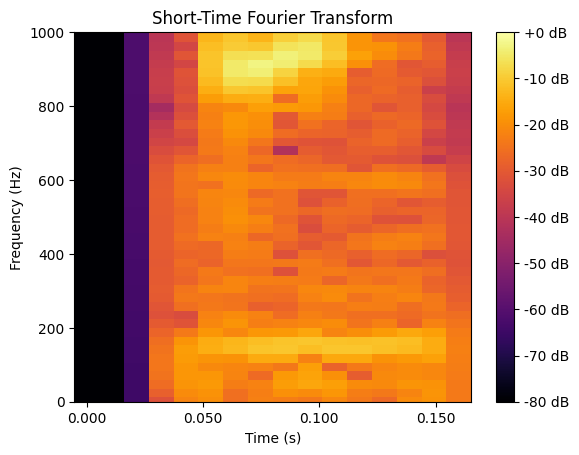 Short-Time Fourier Transform
1000
800
600
400
200
0
Frequency (Hz)
0.000
0.050
0.100
0.150
Time (s)
+0 dB
-10 dB
-20 dB
-30 dB
-40 dB
-50 dB
-60 dB
-70 dB
-80 dB